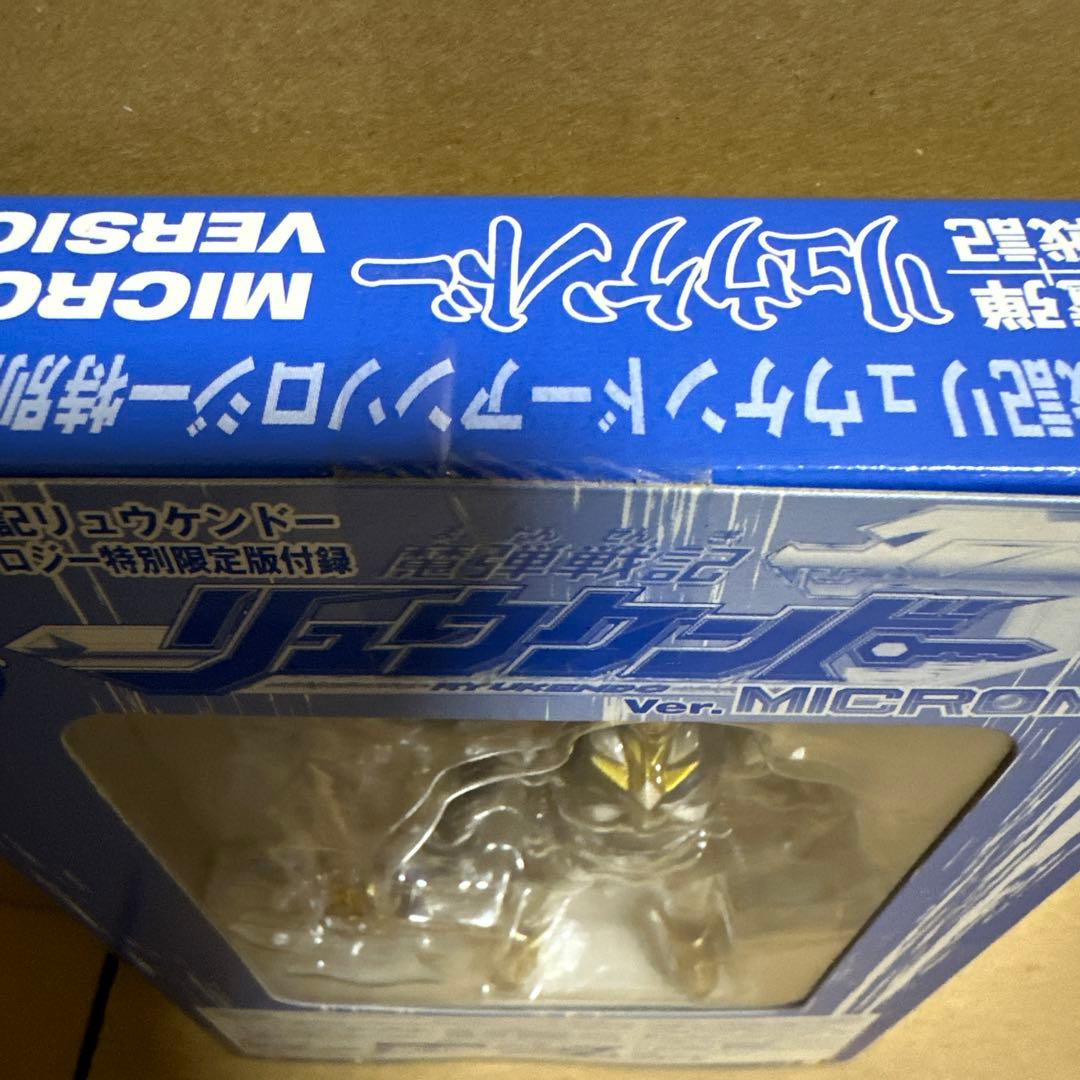 戦記リュウケンドーアンソロジー特別
魔弾
戦記
リュウケンドー
MICRO
VERSIO
記リュウケンドー
ロジー特別限定版付録
魔弾戦記
リュウケンドー
RYUKENDO
Ver. MICROM